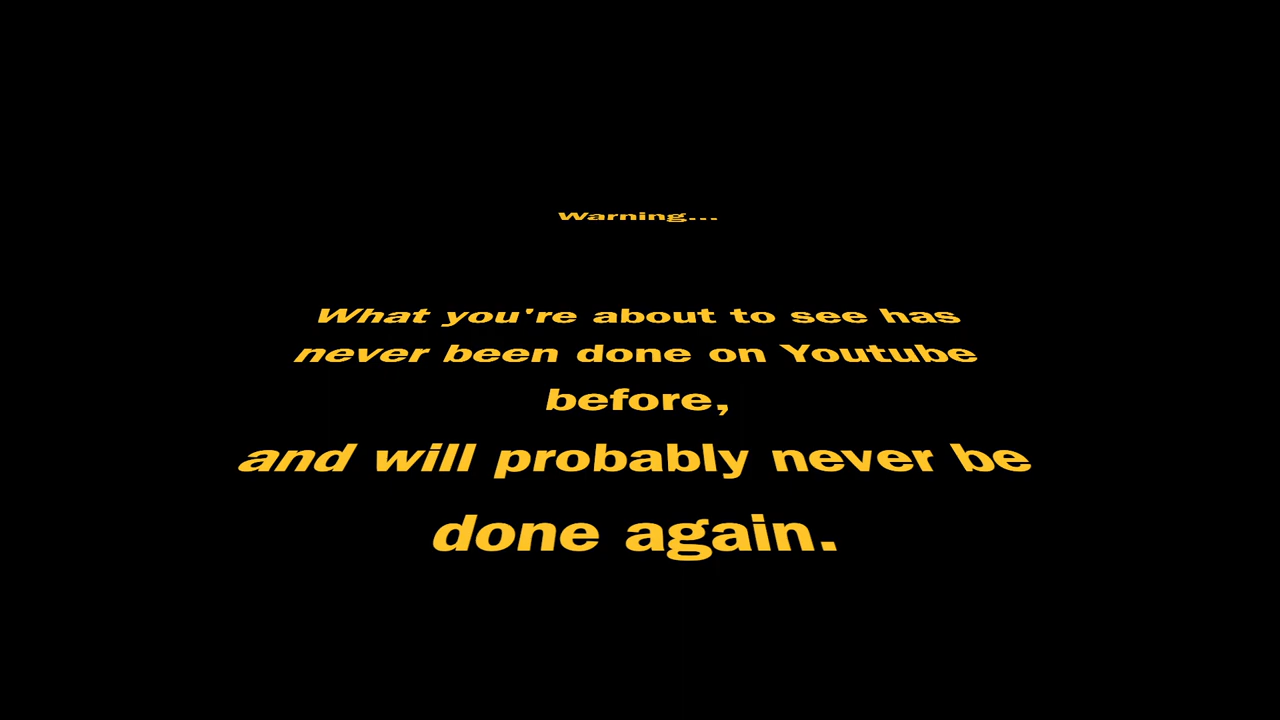 Warning...
What you're about to see has
never been done on Youtube
before,
and will probably never be
done again.